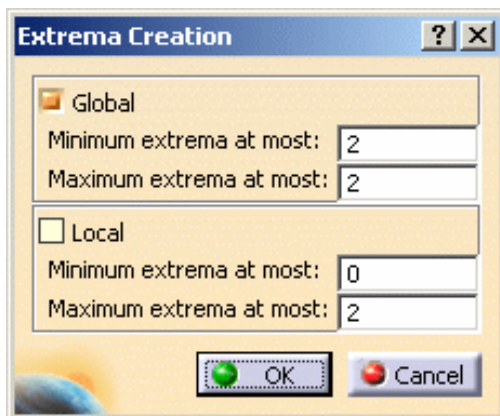 Extrema Creation
Global
Minimum extrema at most: 2
Maximum extrema at most: 2
Local
Minimum extrema at most: 0
Maximum extrema at most: 2
OK Cancel